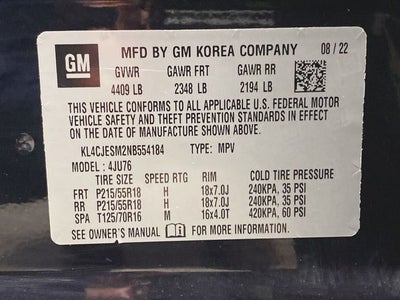 GM
MFD BY GM KOREA COMPANY 08 / 22
GVWR GAWR FRT GAWR RR
4409 LB 2348 LB 2194 LB
THIS VEHICLE CONFORMS TO ALL APPLICABLE U.S. FEDERAL MOTOR
VEHICLE SAFETY AND THEFT PREVENTION STANDARDS IN EFFECT
ON THE DATE OF MANUFACTURE SHOWN ABOVE.
KL4CJESM2NB554184 TYPE: MPV
MODEL : 4JU76
TIRE SIZE SPEED RTG RIM COLD TIRE PRESSURE
FRT P215/55R18 H 18x7.0J 240KPA, 35 PSI
RR P215/55R18 H 18x7.0J 240KPA, 35 PSI
SPA T125/70R16 M 16x4.0T 420KPA, 60 PSI
SEE OWNER'S MANUAL FOR MORE INFORMATION.